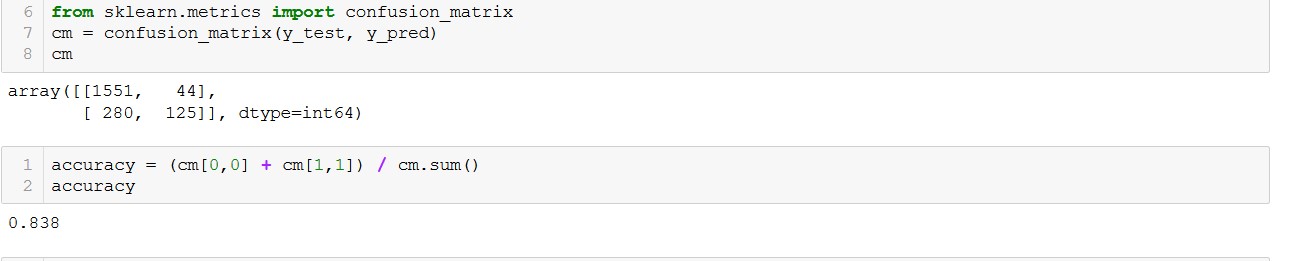 6 from sklearn.metrics import confusion_matrix
7 cm = confusion_matrix(y_test, y_pred)
8 cm
array([[1551,   44],
       [ 280,  125]], dtype=int64)
1 accuracy = (cm[0,0] + cm[1,1]) / cm.sum()
2 accuracy
0.838